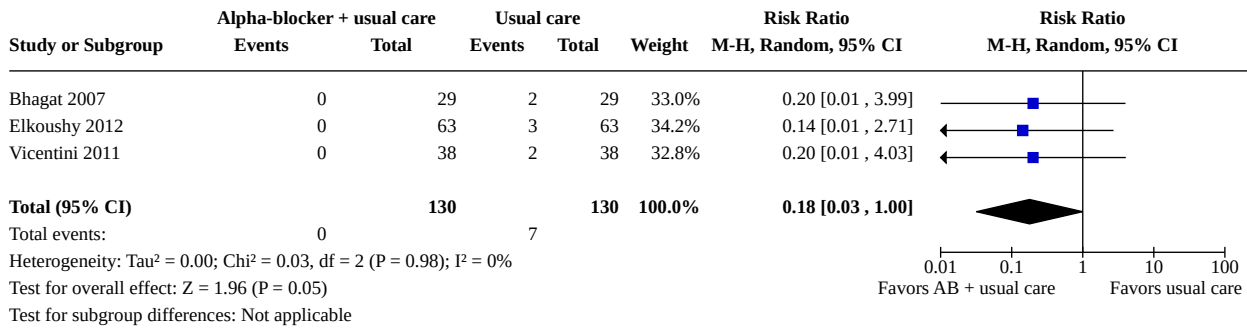 Alpha-blocker + usual care Usual care Risk Ratio Risk Ratio
Study or Subgroup Events Total Events Total Weight M-H, Random, 95% CI M-H, Random, 95% CI
Bhagat 2007 0 29 2 29 33.0% 0.20 [0.01 , 3.99]
Elkoushy 2012 0 63 3 63 34.2% 0.14 [0.01 , 2.71]
Vicentini 2011 0 38 2 38 32.8% 0.20 [0.01 , 4.03]
Total (95% CI) 130 130 100.0% 0.18 [0.03 , 1.00]
Total events: 0 7
Heterogeneity: Tau² = 0.00; Chi² = 0.03, df = 2 (P = 0.98); I² = 0%
0.01 0.1 1 10 100
Test for overall effect: Z = 1.96 (P = 0.05) Favors AB + usual care Favors usual care
Test for subgroup differences: Not applicable